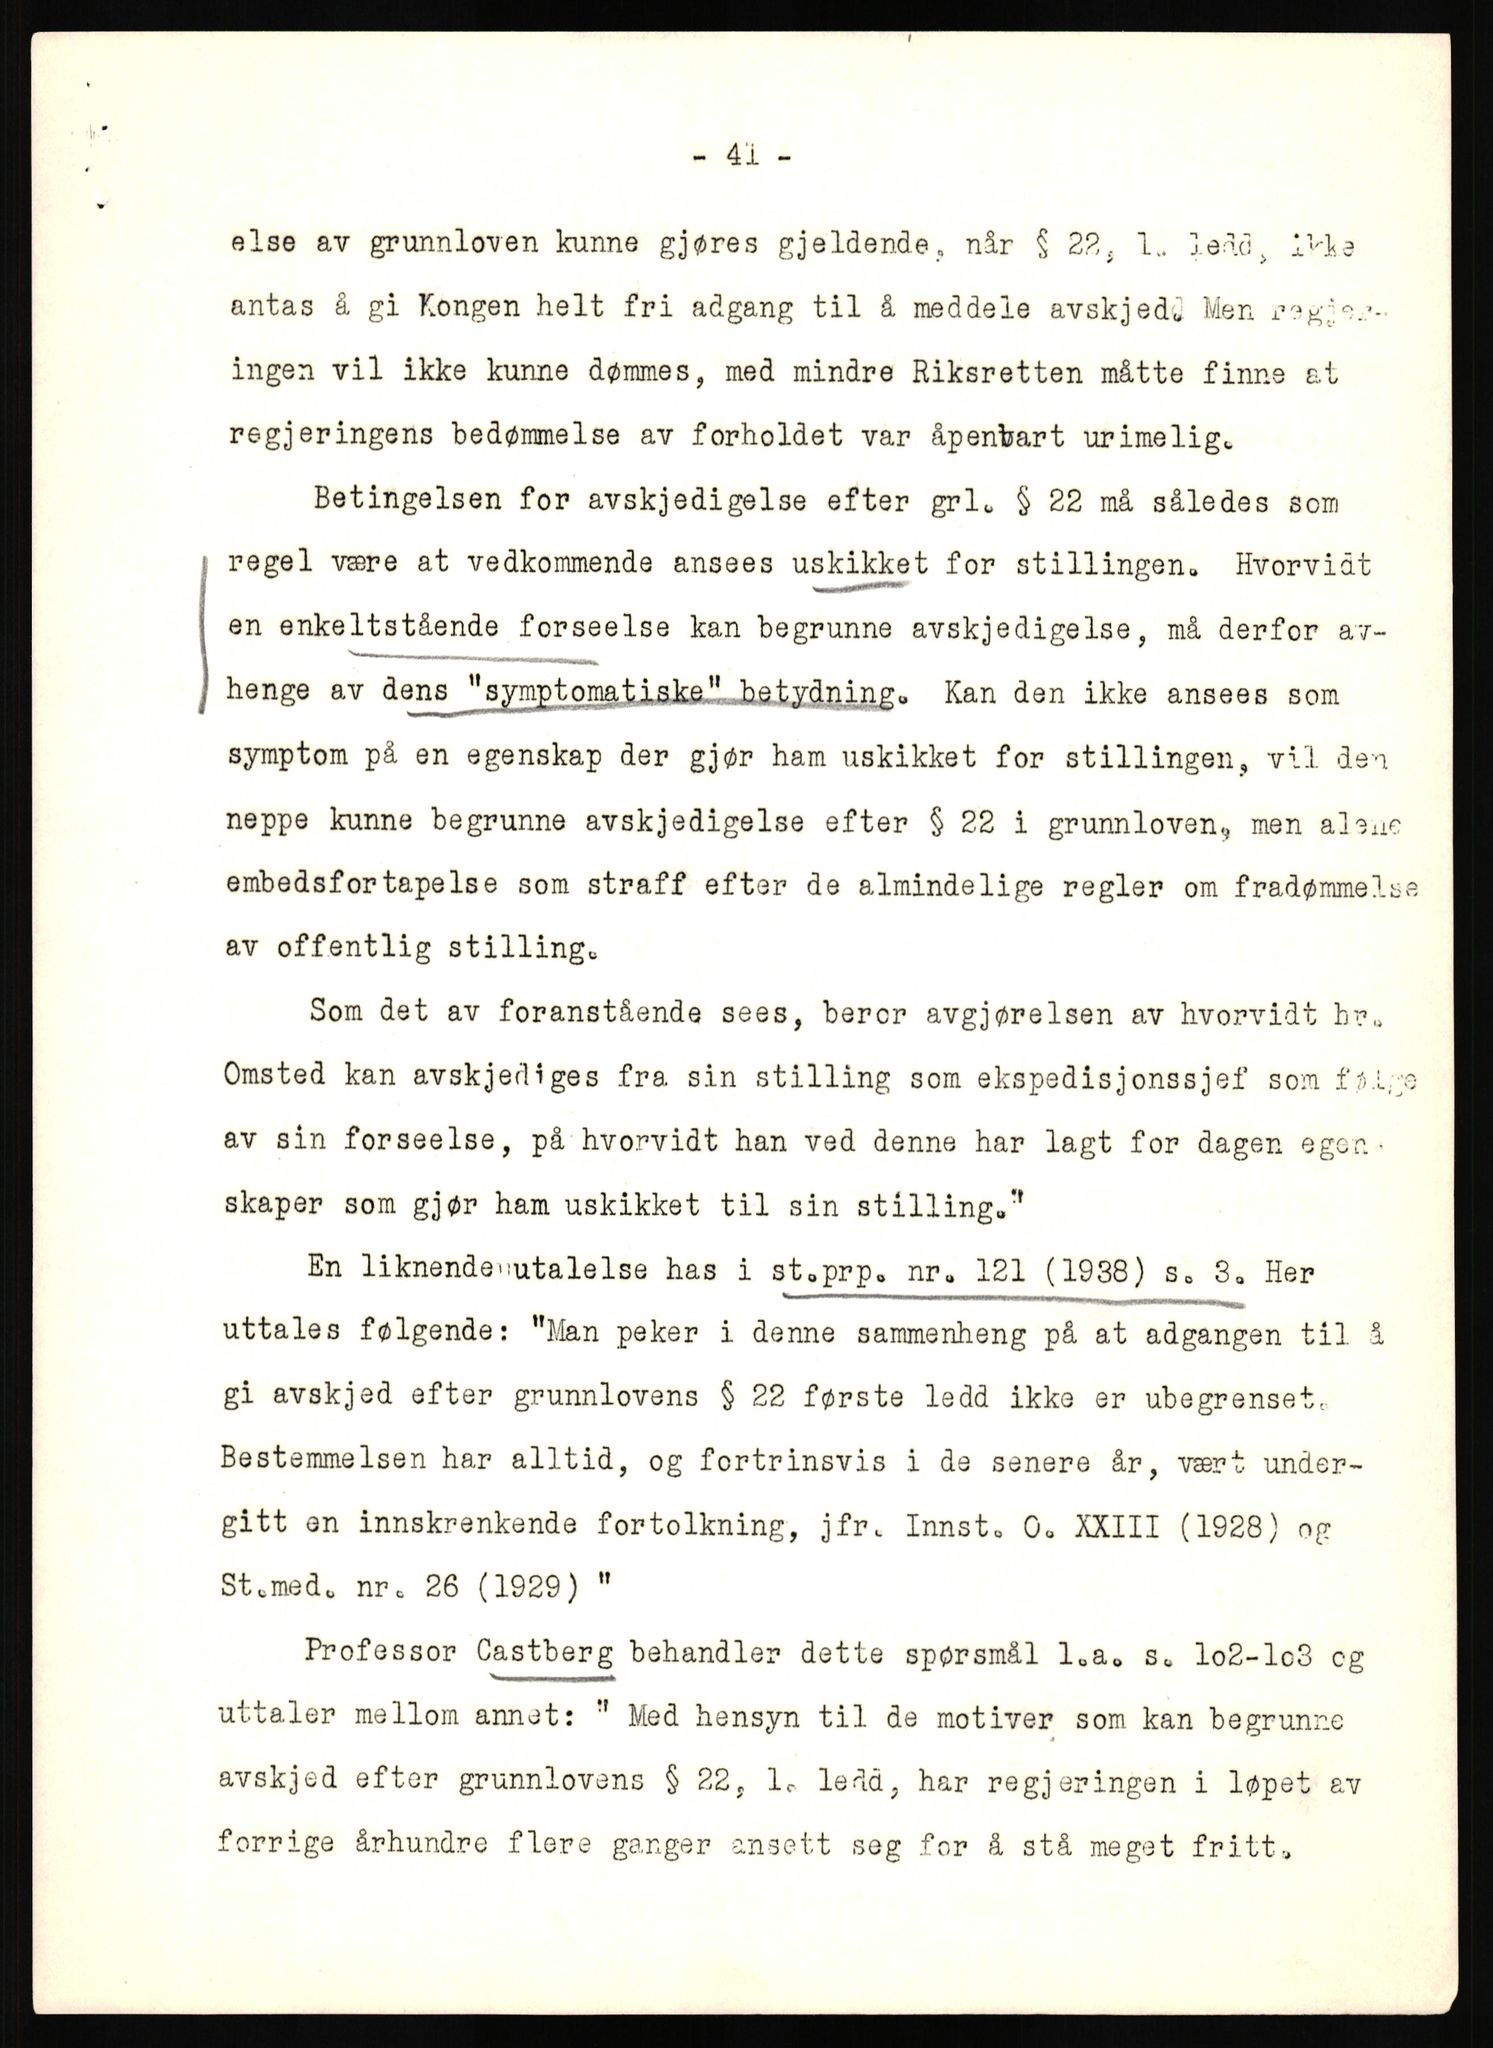 - 41 -
else av grunnloven kunne gjøres gjeldende, når § 22, 1. ledd, ikke
antas å gi Kongen helt fri adgang til å meddele avskjed. Men regjer-
ingen vil ikke kunne dømmes, med mindre Riksretten måtte finne at
regjeringens bedømmelse av forholdet var åpenbart urimelig.
Betingelsen for avskjedigelse efter grl. § 22 må således som
regel være at vedkommende ansees uskikket for stillingen. Hvorvidt
en enkeltstående forseelse kan begrunne avskjedigelse, må derfor av-
henge av dens "symptomatiske" betydning. Kan den ikke ansees som
symptom på en egenskap der gjør ham uskikket for stillingen, vil den
neppe kunne begrunne avskjedigelse efter § 22 i grunnloven, men alene
embedsfortapelse som straff efter de almindelige regler om fradømmelse
av offentlig stilling.
Som det av foranstående sees, beror avgjørelsen av hvorvidt hr.
Omsted kan avskjediges fra sin stilling som ekspedisjonssjef som følge
av sin forseelse, på hvorvidt han ved denne har lagt for dagen egen-
skaper som gjør ham uskikket til sin stilling."
En liknende utalelse has i st.prp. nr. 121 (1938) s. 3. Her
uttales følgende: "Man peker i denne sammenheng på at adgangen til å
gi avskjed efter grunnlovens § 22 første ledd ikke er ubegrenset.
Bestemmelsen har alltid, og fortrinsvis i de senere år, vært under-
gitt en innskrenkende fortolkning, jfr. Innst. O. XXIII (1928) og
St.med. nr. 26 (1929) "
Professor Castberg behandler dette spørsmål l.a. s. 1o2-1o3 og
uttaler mellom annet: " Med hensyn til de motiver som kan begrunne
avskjed efter grunnlovens § 22, 1. ledd, har regjeringen i løpet av
forrige århundre flere ganger ansett seg for å stå meget fritt.